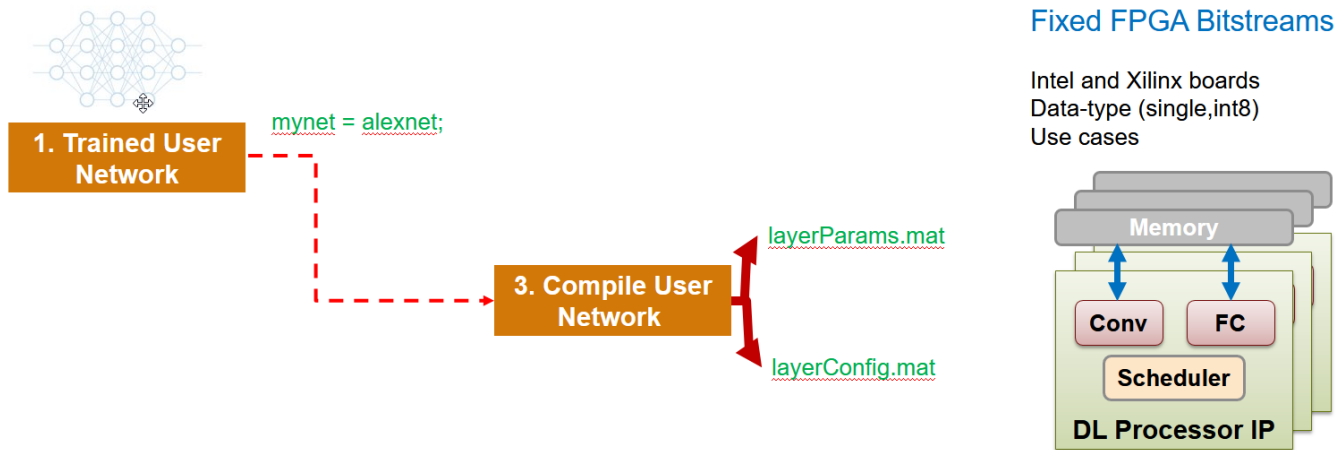 1. Trained User
Network
mynet = alexnet;
3. Compile User
Network
layerParams.mat
layerConfig.mat
Fixed FPGA Bitstreams
Intel and Xilinx boards
Data-type (single,int8)
Use cases
Memory
Conv
FC
Scheduler
DL Processor IP